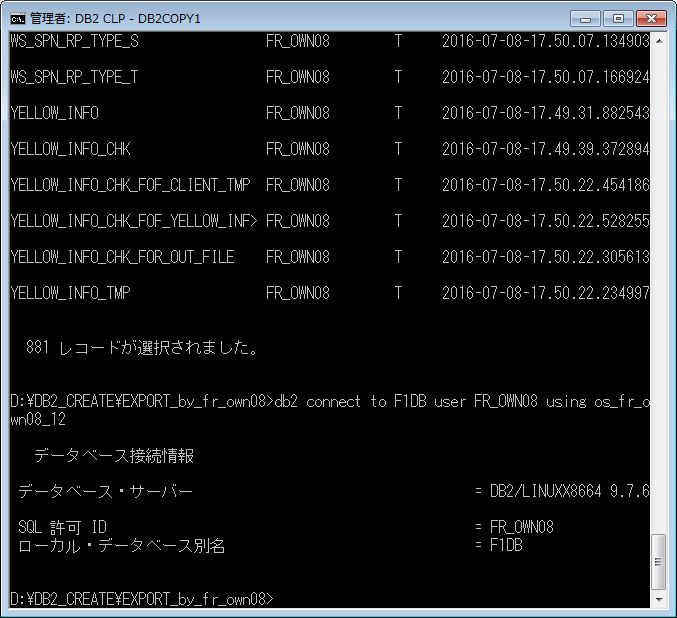 管理者: DB2 CLP - DB2COPY1
WS_SPN_RP_TYPE_S FR_OWN08 T 2016-07-08-17.50.07.134903
WS_SPN_RP_TYPE_T FR_OWN08 T 2016-07-08-17.50.07.166924
YELLOW_INFO FR_OWN08 T 2016-07-08-17.49.31.882543
YELLOW_INFO_CHK FR_OWN08 T 2016-07-08-17.49.39.372894
YELLOW_INFO_CHK_FOF_CLIENT_TMP FR_OWN08 T 2016-07-08-17.50.22.454186
YELLOW_INFO_CHK_FOF_YELLOW_INF> FR_OWN08 T 2016-07-08-17.50.22.528255
YELLOW_INFO_CHK_FOR_OUT_FILE FR_OWN08 T 2016-07-08-17.50.22.305613
YELLOW_INFO_TMP FR_OWN08 T 2016-07-08-17.50.22.234997
881 レコードが選択されました。
D:¥DB2_CREATE¥EXPORT_by_fr_own08>db2 connect to F1DB user FR_OWN08 using os_fr_o
wn08_12
データベース接続情報
データベース・サーバー = DB2/LINUXX8664 9.7.6
SQL 許可 ID = FR_OWN08
ローカル・データベース別名 = F1DB
D:¥DB2_CREATE¥EXPORT_by_fr_own08>